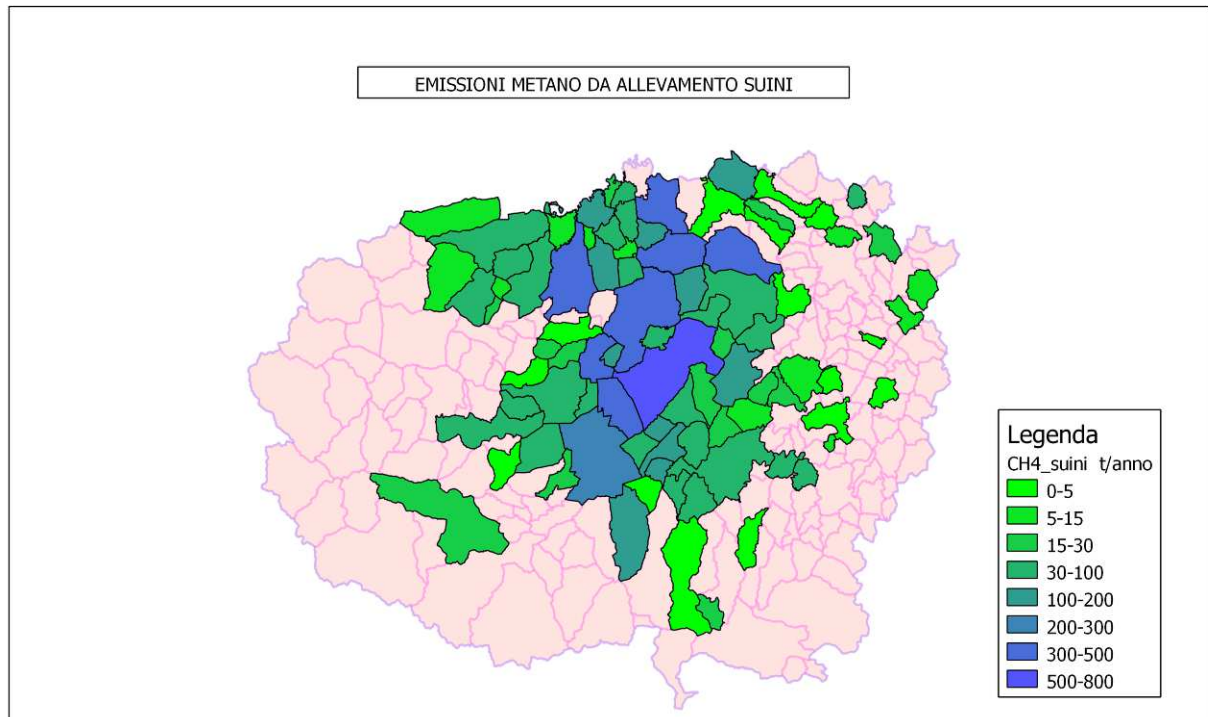 EMISSIONI METANO DA ALLEVAMENTO SUINI
Legenda
CH4_suini t/anno
0-5
5-15
15-30
30-100
100-200
200-300
300-500
500-800